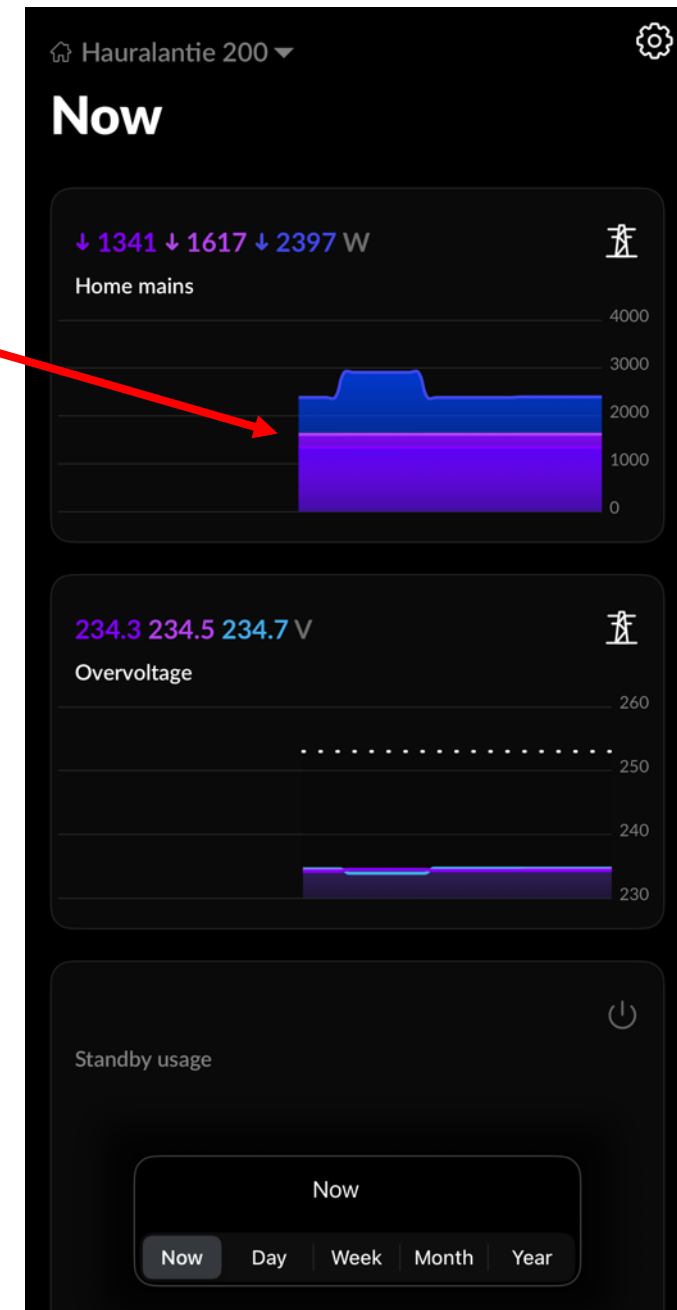 Hauralantie 200
Now
↓ 1341 ↓ 1617 ↓ 2397 W
Home mains
4000
3000
2000
1000
0
234.3 234.5 234.7 V
Overvoltage
260
250
240
230
Standby usage
Now
Now Day Week Month Year